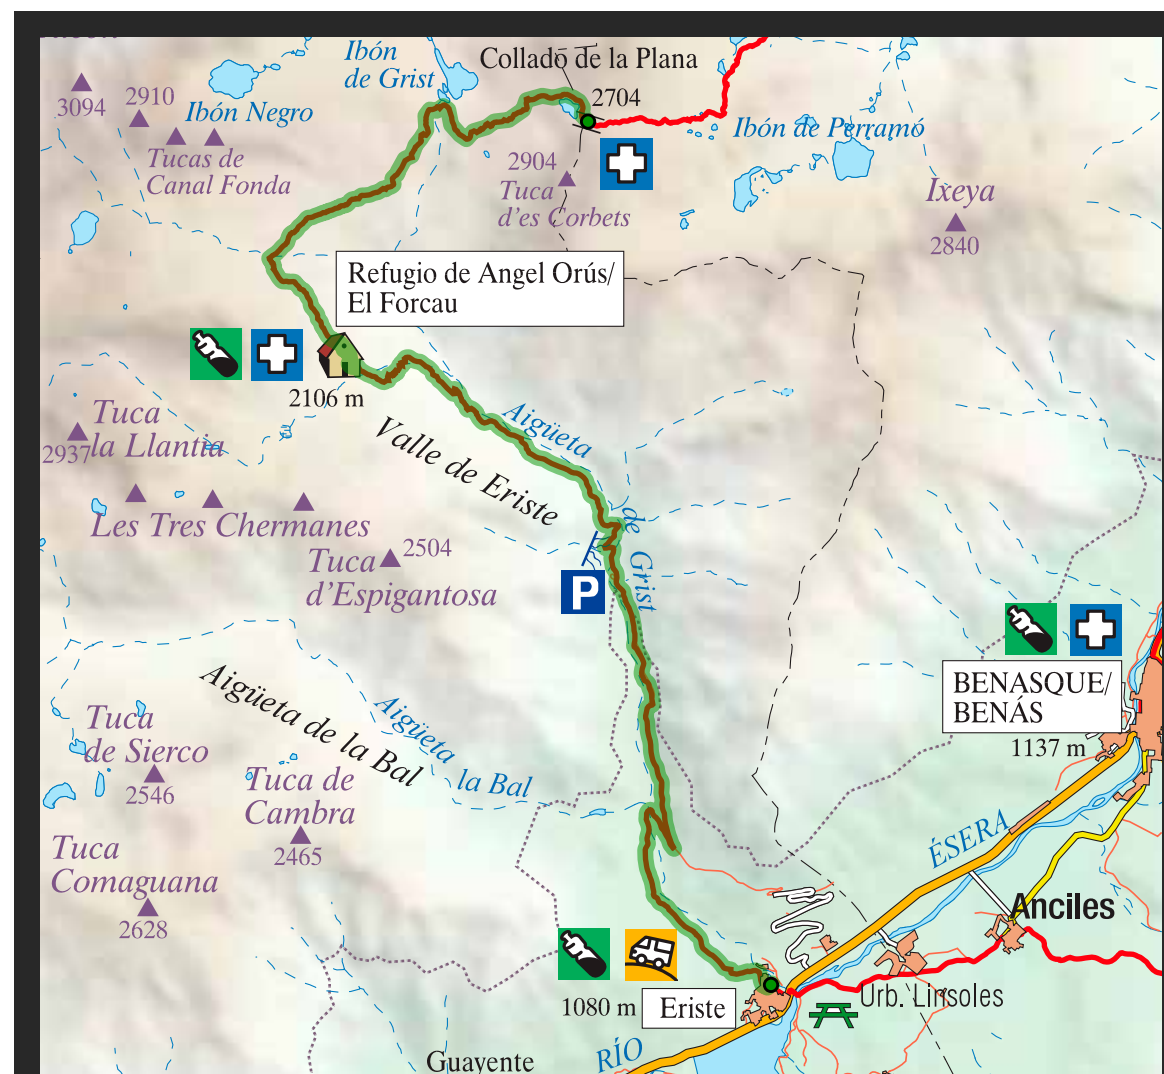 Ibón
de Grist
Collado de la Plana
2704
3094
2910
Ibón Negro
Tucas de
Canal Fonda
2904
Tuca
d'es Corbets
Ibón de Perramó
Ixeya
2840
Refugio de Angel Orús/
El Forcau
2106 m
Tuca
la Llantia
2937
Aigüeta
de Grist
Valle de Eriste
Les Tres Chermanes
Tuca
d'Espigantosa
2504
P
BENASQUE/
BENÁS
1137 m
Aigüeta de la Bal
Aigüeta
la Bal
Tuca
de Sierco
2546
Tuca de
Cambra
2465
Tuca
Comaguana
2628
ÉSERA
Anciles
1080 m
Eriste
Urb. Linsoles
RÍO
Guayente